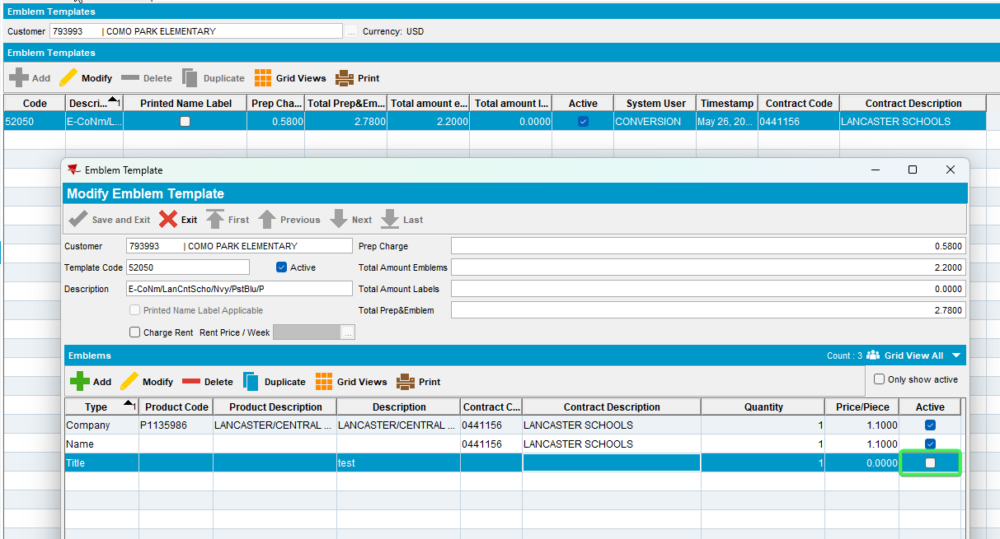 Emblem Templates
Customer 793993 | COMO PARK ELEMENTARY ... Currency: USD
Emblem Templates
Add Modify Delete Duplicate Grid Views Print
Code Descri... 1 Printed Name Label Prep Cha... Total Prep&Em... Total amount e... Total amount l... Active System User Timestamp Contract Code Contract Description
52050 E-CoNm/L... 0.5800 2.7800 2.2000 0.0000 CONVERSION May 26, 20... 0441156 LANCASTER SCHOOLS
Emblem Template
Modify Emblem Template
Save and Exit Exit First Previous Next Last
Customer 793993 | COMO PARK ELEMENTARY Prep Charge 0.5800
Template Code 52050 Active Total Amount Emblems 2.2000
Description E-CoNm/LanCntScho/Nvy/PstBlu/P Total Amount Labels 0.0000
Printed Name Label Applicable Total Prep&Emblem 2.7800
Charge Rent Rent Price / Week ...
Emblems Count : 3 Grid View All
Add Modify Delete Duplicate Grid Views Print Only show active
Type 1 Product Code Product Description Description Contract C... Contract Description Quantity Price/Piece Active
Company P1135986 LANCASTER/CENTRAL ... LANCASTER/CENTRAL ... 0441156 LANCASTER SCHOOLS 1 1.1000
Name 0441156 LANCASTER SCHOOLS 1 1.1000
Title test 1 0.0000